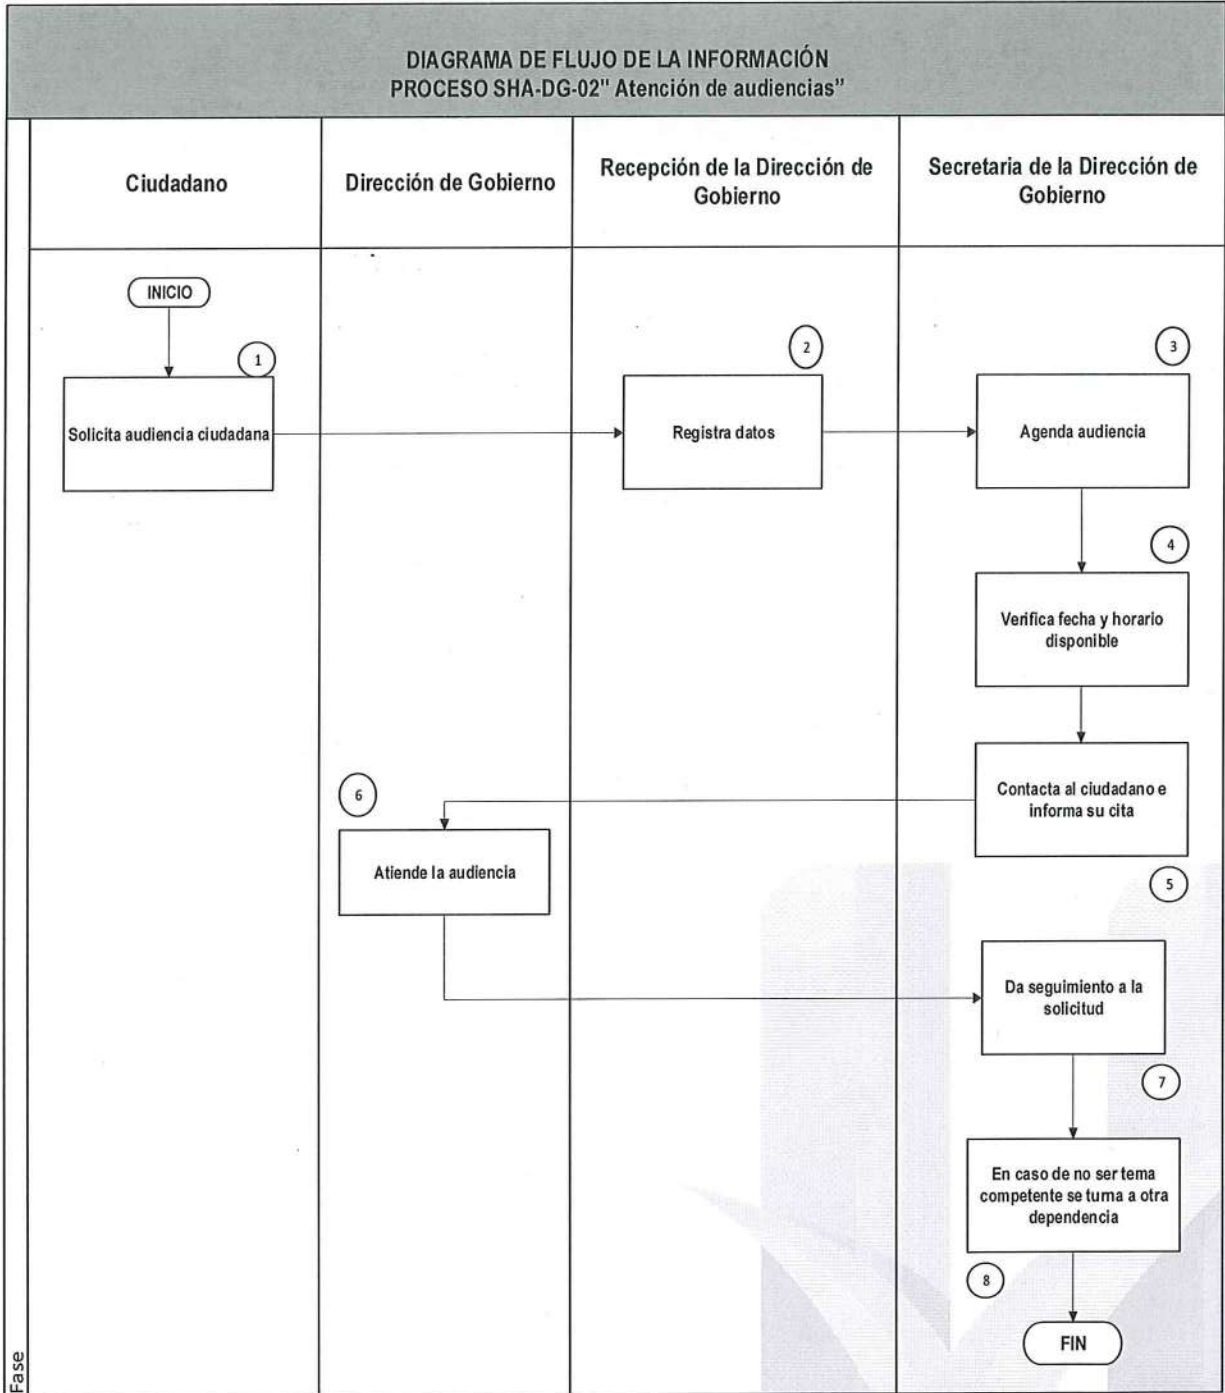 DIAGRAMA DE FLUJO DE LA INFORMACIÓN
PROCESO SHA-DG-02" Atención de audiencias”
Ciudadano
Dirección de Gobierno
Recepción de la Dirección de
Gobierno
Secretaria de la Dirección de
Gobierno
INICIO
1
Solicita audiencia ciudadana
2
Registra datos
3
Agenda audiencia
4
Verifica fecha y horario
disponible
Contacta al ciudadano e
informa su cita
5
6
Atiende la audiencia
Da seguimiento a la
solicitud
7
En caso de no ser tema
competente se turna a otra
dependencia
8
FIN
Fase